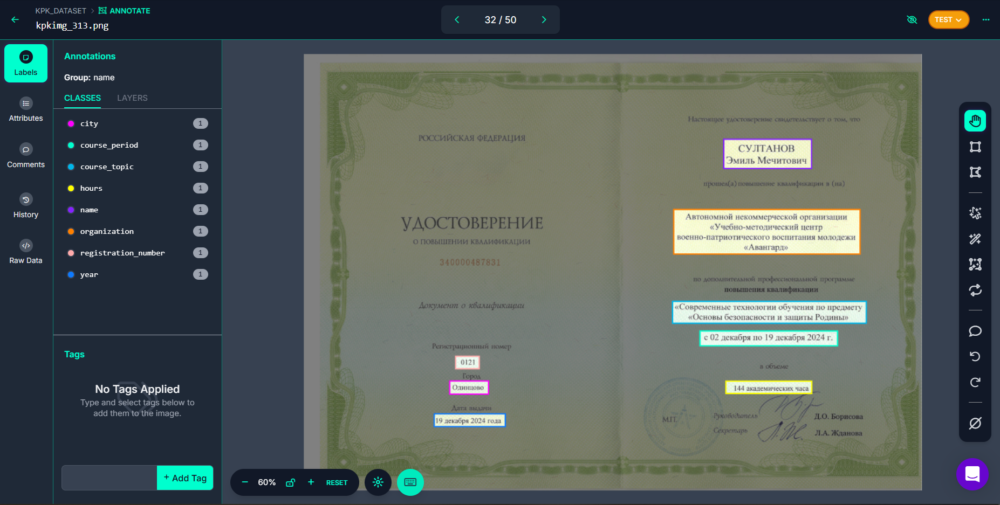 KPK_DATASET > ANNOTATE
kpkimg_313.png
32 / 50
TEST
Labels
Attributes
Comments
History
Raw Data
Annotations
Group: name
CLASSES LAYERS
city 1
course_period 1
course_topic 1
hours 1
name 1
organization 1
registration_number 1
year 1
Tags
No Tags Applied
Type and select tags below to
add them to the image.
+ Add Tag
РОССИЙСКАЯ ФЕДЕРАЦИЯ
УДОСТОВЕРЕНИЕ
О ПОВЫШЕНИИ КВАЛИФИКАЦИИ
340000487831
Документ о квалификации
Регистрационный номер
0121
Город
Одинцово
Дата выдачи
19 декабря 2024 года
Настоящее удостоверение свидетельствует о том, что
СУЛТАНОВ
Эмиль Мечитович
прошел(а) повышение квалификации в (на)
Автономной некоммерческой организации
«Учебно-методический центр
военно-патриотического воспитания молодежи
«Авангард»
по дополнительной профессиональной программе
повышения квалификации
«Современные технологии обучения по предмету
«Основы безопасности и защиты Родины»
с 02 декабря по 19 декабря 2024 г.
в объеме
144 академических часа
М.П.
Руководитель
Д.О. Борисова
Секретарь
Л.А. Жданова
60%
RESET